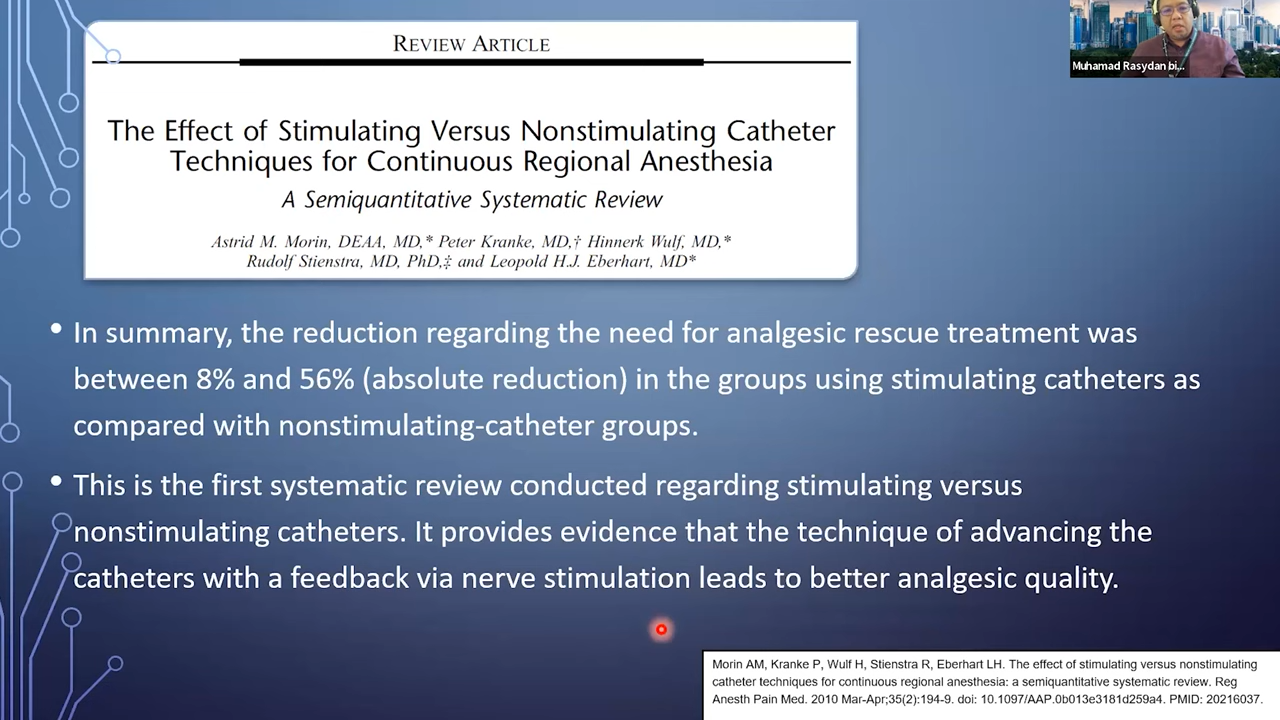 REVIEW ARTICLE
The Effect of Stimulating Versus Nonstimulating Catheter
Techniques for Continuous Regional Anesthesia
A Semiquantitative Systematic Review
Astrid M. Morin, DEAA, MD,* Peter Kranke, MD,† Hinnerk Wulf, MD,*
Rudolf Stienstra, MD, PhD,‡ and Leopold H.J. Eberhart, MD*
Muhamad Rasydan bi...
• In summary, the reduction regarding the need for analgesic rescue treatment was
between 8% and 56% (absolute reduction) in the groups using stimulating catheters as
compared with nonstimulating-catheter groups.
• This is the first systematic review conducted regarding stimulating versus
nonstimulating catheters. It provides evidence that the technique of advancing the
catheters with a feedback via nerve stimulation leads to better analgesic quality.
Morin AM, Kranke P, Wulf H, Stienstra R, Eberhart LH. The effect of stimulating versus nonstimulating
catheter techniques for continuous regional anesthesia: a semiquantitative systematic review. Reg
Anesth Pain Med. 2010 Mar-Apr;35(2):194-9. doi: 10.1097/AAP.0b013e3181d259a4. PMID: 20216037.